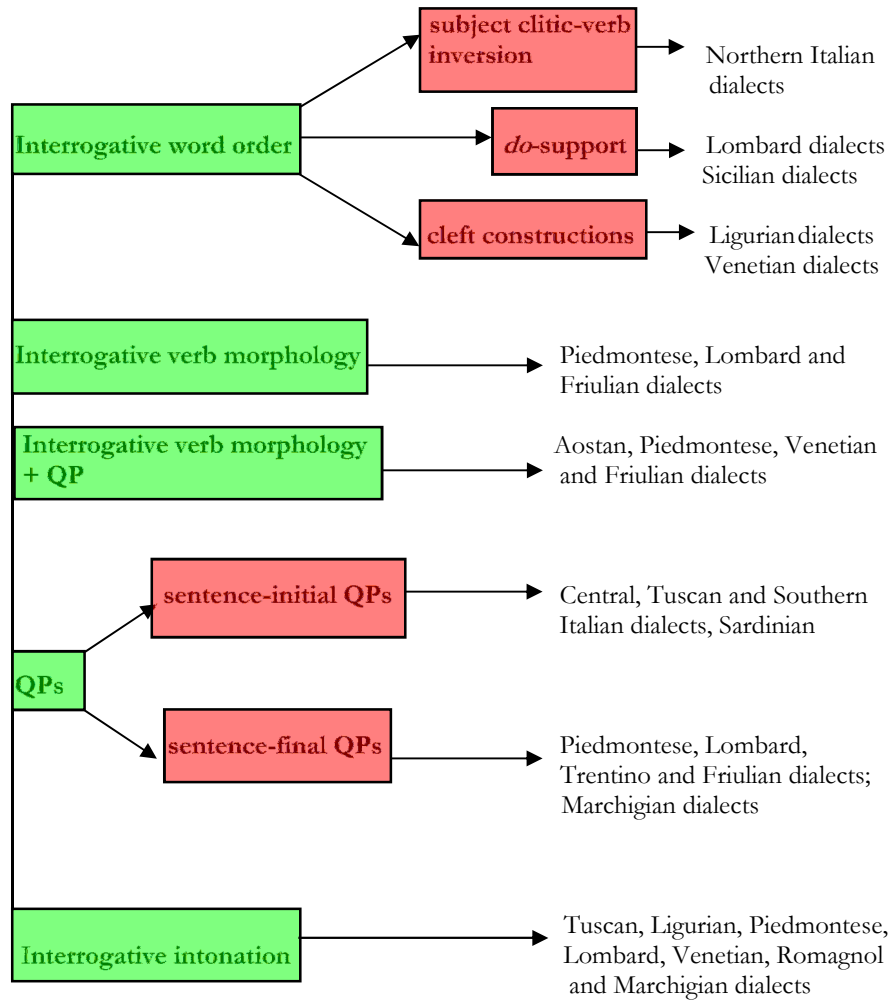 subject clitic-verb
inversion
Northern Italian
dialects
Interrogative word order
do-support
Lombard dialects
Sicilian dialects
cleft constructions
Ligurian dialects
Venetian dialects
Interrogative verb morphology
Piedmontese, Lombard and
Friulian dialects
Interrogative verb morphology
+ QP
Aostan, Piedmontese, Venetian
and Friulian dialects
sentence-initial QPs
Central, Tuscan and Southern
Italian dialects, Sardinian
QPs
sentence-final QPs
Piedmontese, Lombard,
Trentino and Friulian dialects;
Marchigian dialects
Interrogative intonation
Tuscan, Ligurian, Piedmontese,
Lombard, Venetian, Romagnol
and Marchigian dialects